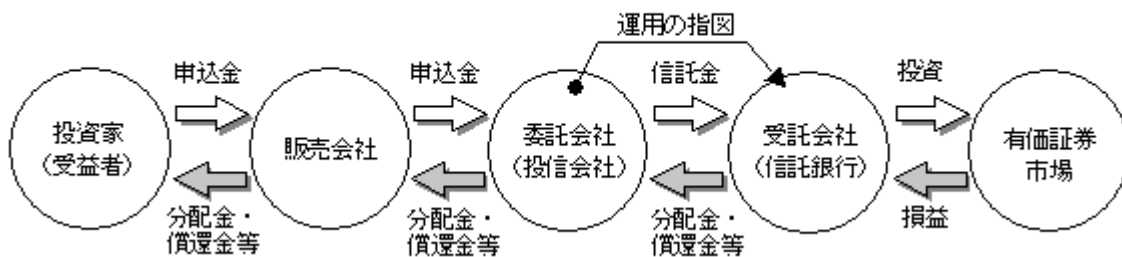 運用の指図
申込金
申込金
信託金
投資
投資家
(受益者)
販売会社
委託会社
(投信会社)
受託会社
(信託銀行)
有価証券
市場
分配金・
償還金等
分配金・
償還金等
分配金・
償還金等
損益